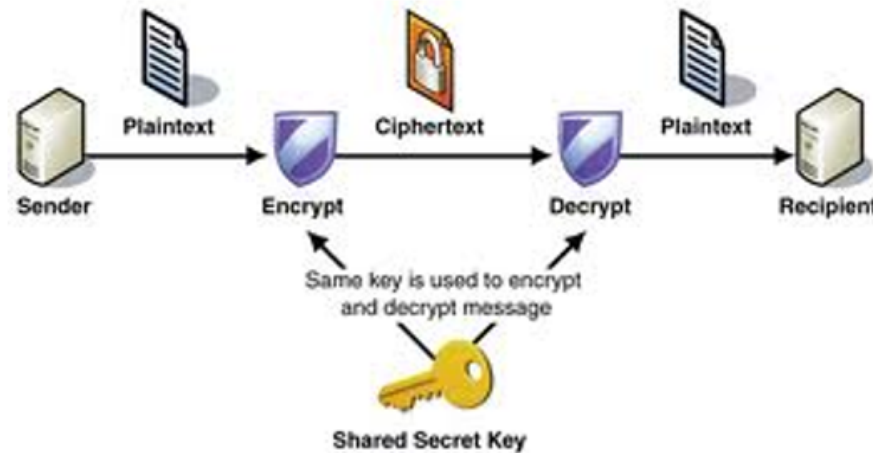 Plaintext
Ciphertext
Plaintext
Sender
Encrypt
Decrypt
Recipient
Same key is used to encrypt
and decrypt message
Shared Secret Key